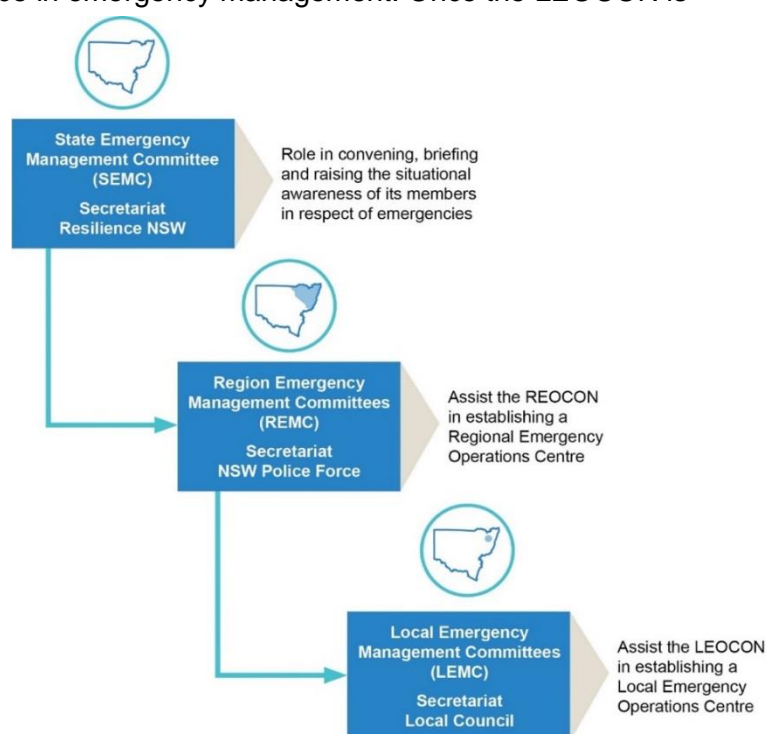 in emergency management. Once the LEOCON is
State Emergency
Management Committee
(SEMC)
Secretariat
Resilience NSW
Role in convening, briefing
and raising the situational
awareness of its members
in respect of emergencies
Region Emergency
Management Committees
(REMC)
Secretariat
NSW Police Force
Assist the REOCON
in establishing a
Regional Emergency
Operations Centre
Local Emergency
Management Committees
(LEMC)
Secretariat
Local Council
Assist the LEOCON
in establishing a
Local Emergency
Operations Centre